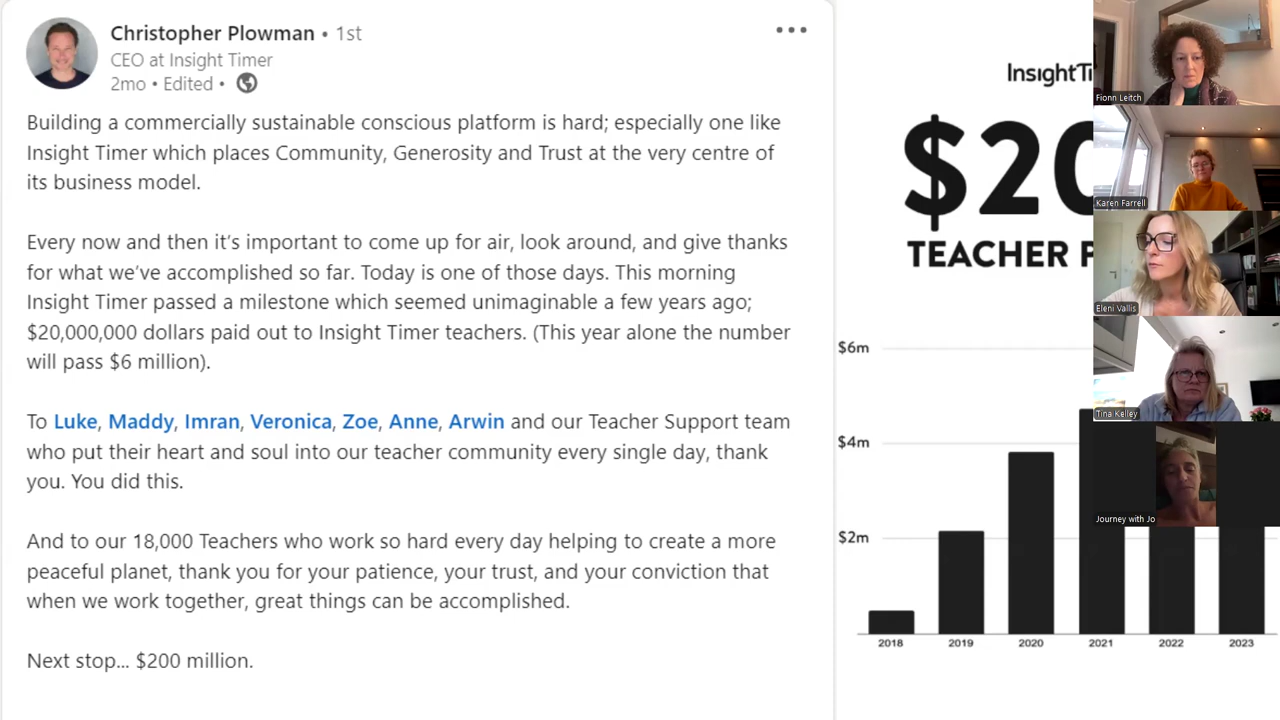 Christopher Plowman • 1st
CEO at Insight Timer
2mo • Edited •
Building a commercially sustainable conscious platform is hard; especially one like
Insight Timer which places Community, Generosity and Trust at the very centre of
its business model.
Every now and then it's important to come up for air, look around, and give thanks
for what we've accomplished so far. Today is one of those days. This morning
Insight Timer passed a milestone which seemed unimaginable a few years ago;
$20,000,000 dollars paid out to Insight Timer teachers. (This year alone the number
will pass $6 million).
To Luke, Maddy, Imran, Veronica, Zoe, Anne, Arwin and our Teacher Support team
who put their heart and soul into our teacher community every single day, thank
you. You did this.
And to our 18,000 Teachers who work so hard every day helping to create a more
peaceful planet, thank you for your patience, your trust, and your conviction that
when we work together, great things can be accomplished.
Next stop... $200 million.
InsightTi
$20
TEACHER P
$6m
$4m
$2m
2018
2019
2020
2021
2022
2023
Fionn Leitch
Karen Farrell
Eleni Vallis
Tina Kelley
Journey with Jo